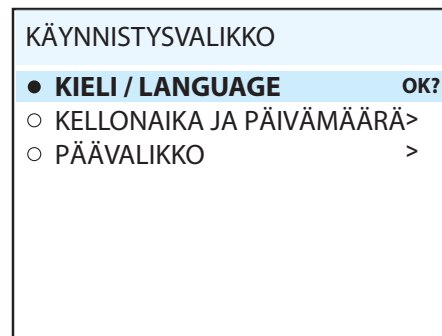 KÄYNNISTYSVALIKKO
KIELI / LANGUAGE OK?
KELLONAIKA JA PÄIVÄMÄÄRÄ>
PÄÄVALIKKO >